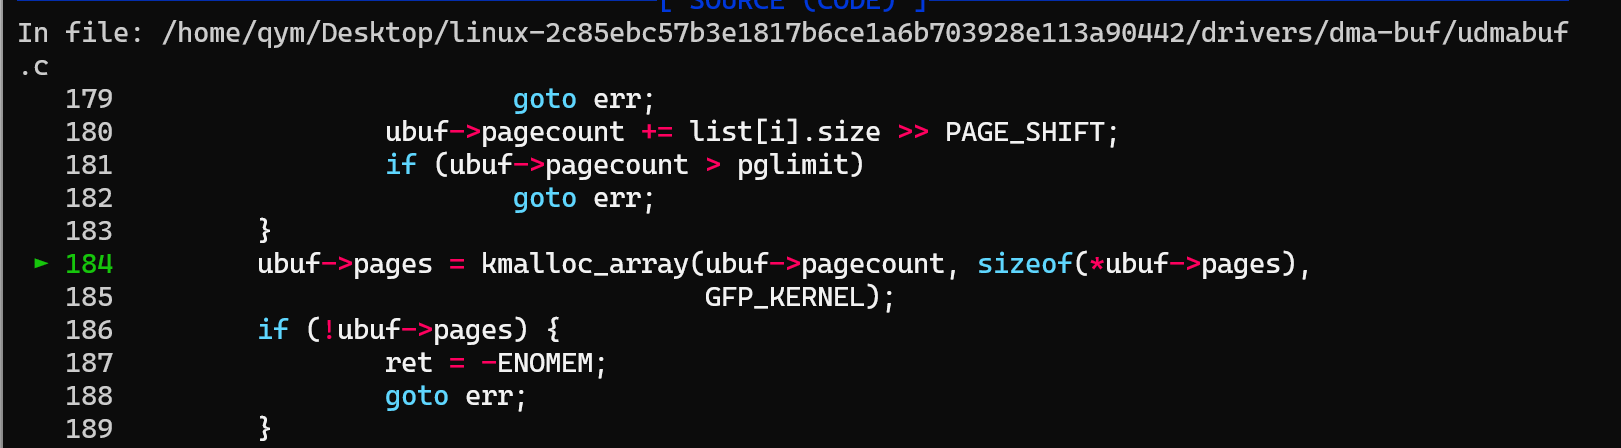 [ SOURCE (CODE) ]
In file: /home/qym/Desktop/linux-2c85ebc57b3e1817b6ce1a6b703928e113a90442/drivers/dma-buf/udmabuf
.c
179                         goto err;
180                 ubuf->pagecount += list[i].size >> PAGE_SHIFT;
181                 if (ubuf->pagecount > pglimit)
182                         goto err;
183         }
► 184         ubuf->pages = kmalloc_array(ubuf->pagecount, sizeof(*ubuf->pages),
185                                     GFP_KERNEL);
186         if (!ubuf->pages) {
187                 ret = -ENOMEM;
188                 goto err;
189         }